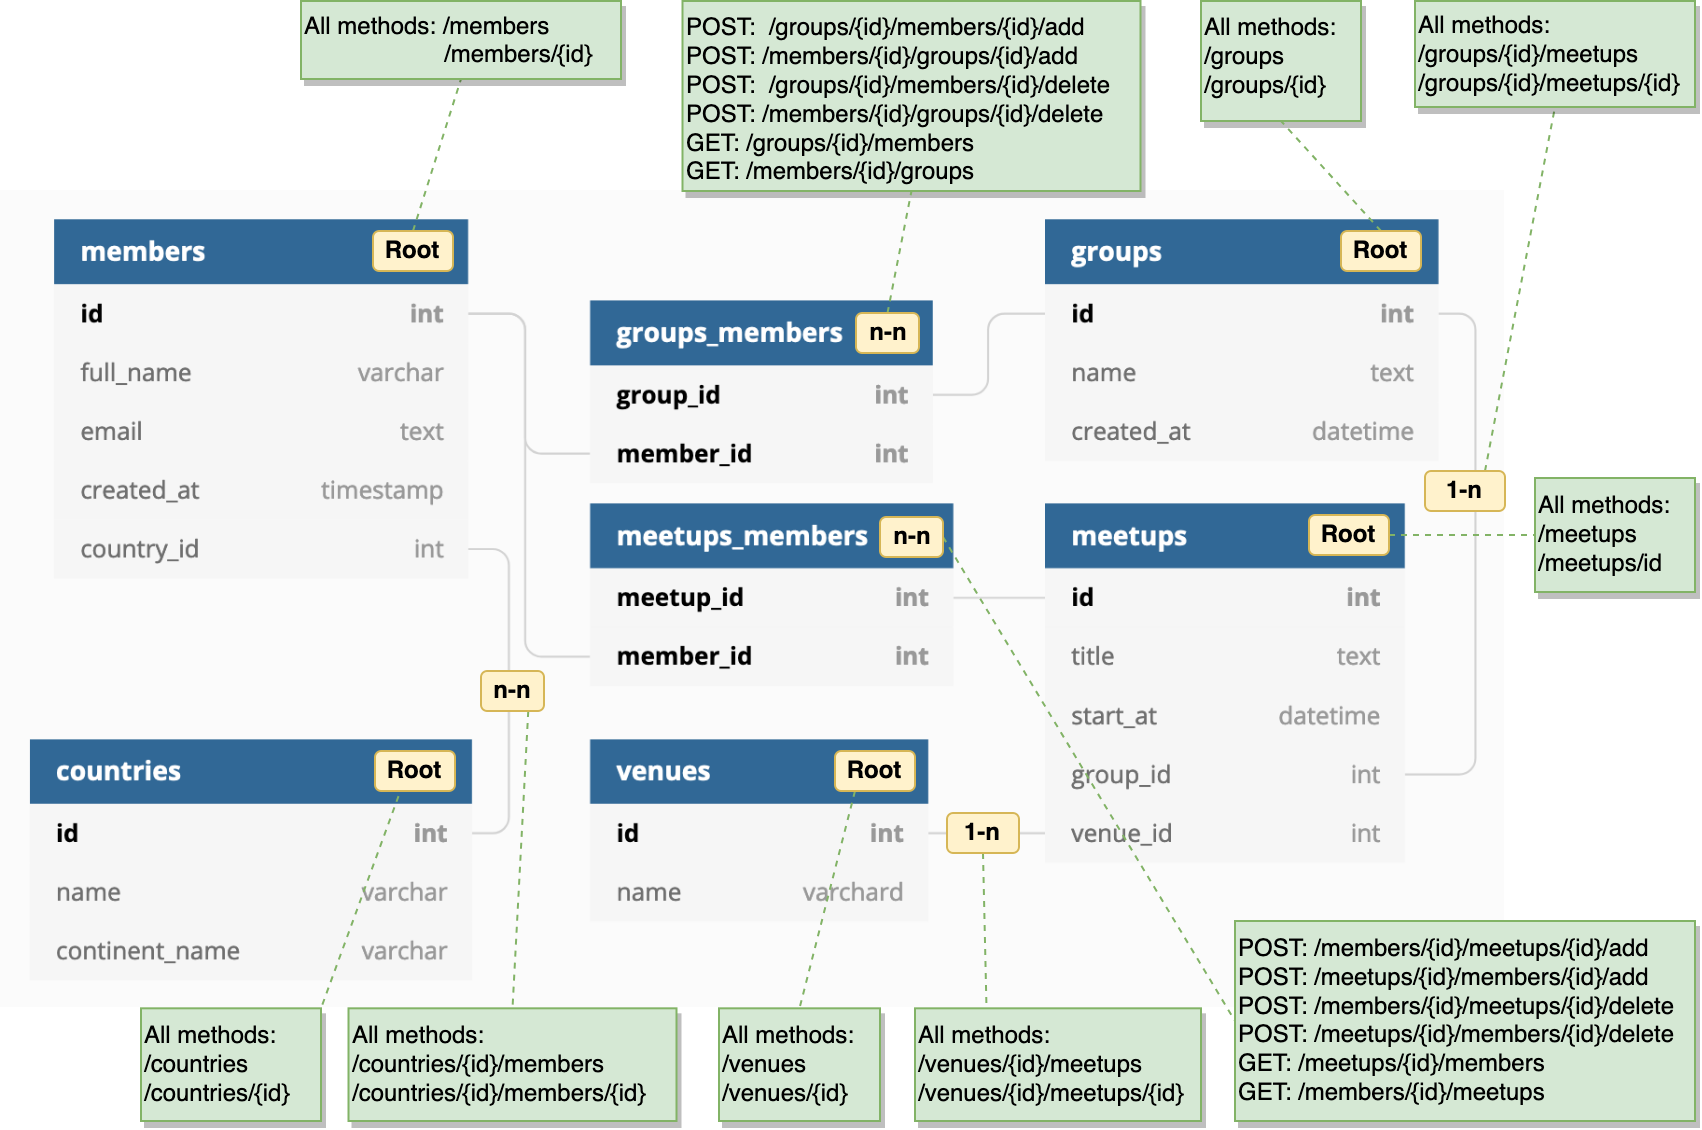 All methods: /members
/members/{id}
POST:  /groups/{id}/members/{id}/add
POST: /members/{id}/groups/{id}/add
POST:  /groups/{id}/members/{id}/delete
POST: /members/{id}/groups/{id}/delete
GET: /groups/{id}/members
GET: /members/{id}/groups
All methods:
/groups
/groups/{id}
All methods:
/groups/{id}/meetups
/groups/{id}/meetups/{id}
members Root
id int
full_name varchar
email text
created_at timestamp
country_id int
groups_members n-n
group_id int
member_id int
groups Root
id int
name text
created_at datetime
1-n
All methods:
/meetups
/meetups/id
meetups_members n-n
meetup_id int
member_id int
meetups Root
id int
title text
start_at datetime
group_id int
venue_id int
n-n
countries Root
id int
name varchar
continent_name varchar
venues Root
id int
name varchard
1-n
All methods:
/countries
/countries/{id}
All methods:
/countries/{id}/members
/countries/{id}/members/{id}
All methods:
/venues
/venues/{id}
All methods:
/venues/{id}/meetups
/venues/{id}/meetups/{id}
POST: /members/{id}/meetups/{id}/add
POST: /meetups/{id}/members/{id}/add
POST: /members/{id}/meetups/{id}/delete
POST: /meetups/{id}/members/{id}/delete
GET: /meetups/{id}/members
GET: /members/{id}/meetups